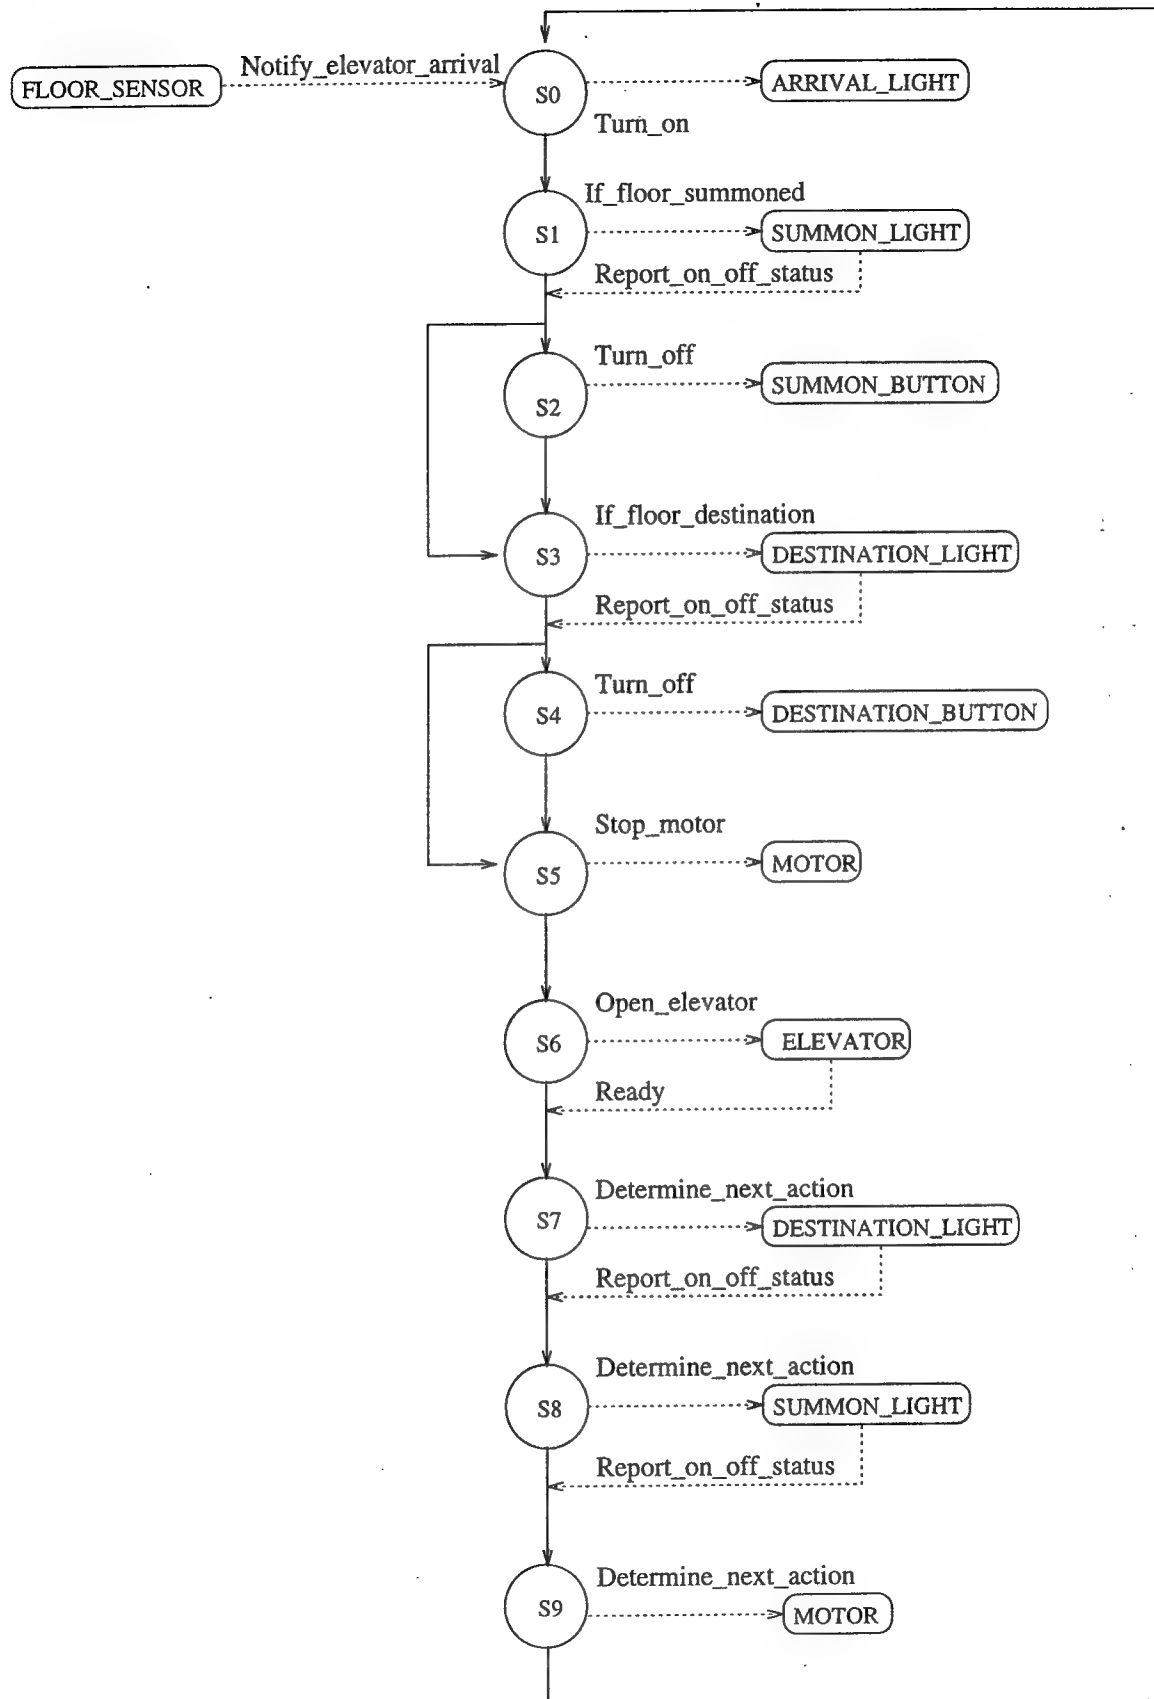 Notify_elevator_arrival
FLOOR_SENSOR
S0
ARRIVAL_LIGHT
Turn_on
If_floor_summoned
S1
SUMMON_LIGHT
Report_on_off_status
Turn_off
S2
SUMMON_BUTTON
If_floor_destination
S3
DESTINATION_LIGHT
Report_on_off_status
Turn_off
S4
DESTINATION_BUTTON
Stop_motor
S5
MOTOR
Open_elevator
S6
ELEVATOR
Ready
Determine_next_action
S7
DESTINATION_LIGHT
Report_on_off_status
Determine_next_action
S8
SUMMON_LIGHT
Report_on_off_status
Determine_next_action
S9
MOTOR